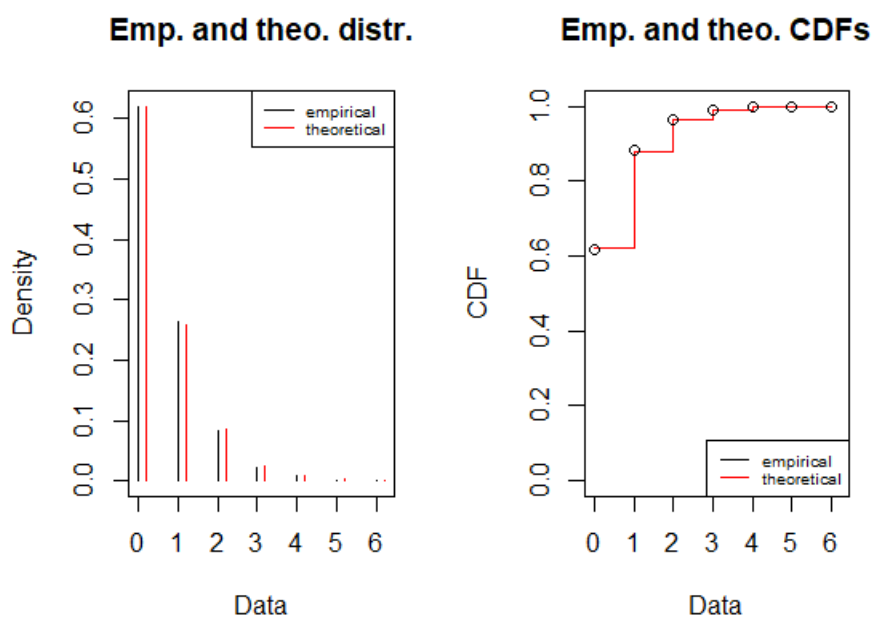 Emp. and theo. distr.
empirical
theoretical
Density
0.0 0.1 0.2 0.3 0.4 0.5 0.6
0 1 2 3 4 5 6
Data
Emp. and theo. CDFs
CDF
0.0 0.2 0.4 0.6 0.8 1.0
empirical
theoretical
0 1 2 3 4 5 6
Data